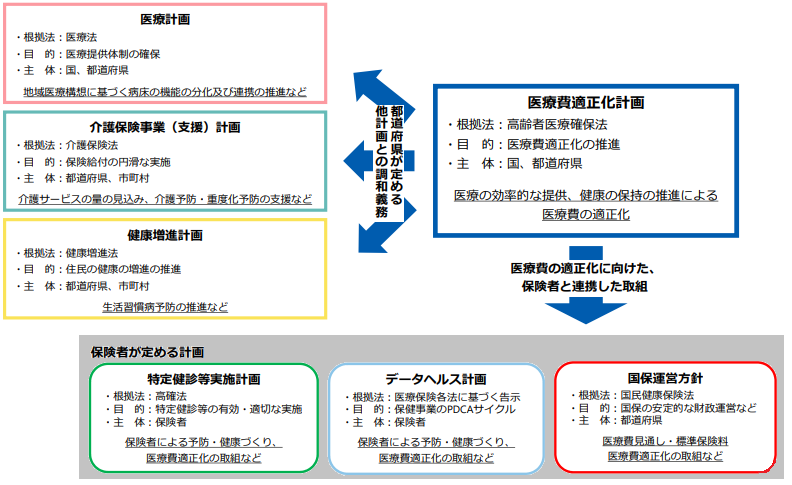 医療計画
・根拠法：医療法
・目　的：医療提供体制の確保
・主　体：国、都道府県
地域医療構想に基づく病床の機能の分化及び連携の推進など
介護保険事業（支援）計画
・根拠法：介護保険法
・目　的：保険給付の円滑な実施
・主　体：都道府県、市町村
介護サービスの量の見込み、介護予防・重度化予防の支援など
健康増進計画
・根拠法：健康増進法
・目　的：住民の健康の増進の推進
・主　体：都道府県、市町村
生活習慣病予防の推進など
都道府県が定める
他計画との調和義務
医療費適正化計画
・根拠法：高齢者医療確保法
・目　的：医療費適正化の推進
・主　体：国、都道府県
医療の効率的な提供、健康の保持の推進による
医療費の適正化
医療費の適正化に向けた、
保険者と連携した取組
保険者が定める計画
特定健診等実施計画
・根拠法：高確法
・目　的：特定健診等の有効・適切な実施
・主　体：保険者
保険者による予防・健康づくり、
医療費適正化の取組など
データヘルス計画
・根拠法：医療保険各法に基づく告示
・目　的：保健事業のPDCAサイクル
・主　体：保険者
保険者による予防・健康づくり、
医療費適正化の取組など
国保運営方針
・根拠法：国民健康保険法
・目　的：国保の安定的な財政運営など
・主　体：都道府県
医療費見通し・標準保険料
医療費適正化の取組など